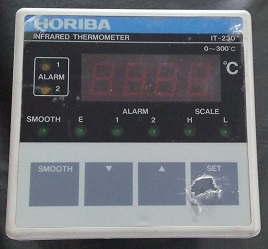 HORIBA
INFRARED THERMOMETER IT-230
0~300℃
1
ALARM
2
℃
ALARM SCALE
SMOOTH E 1 2 H L
SMOOTH ▼ ▲ SET